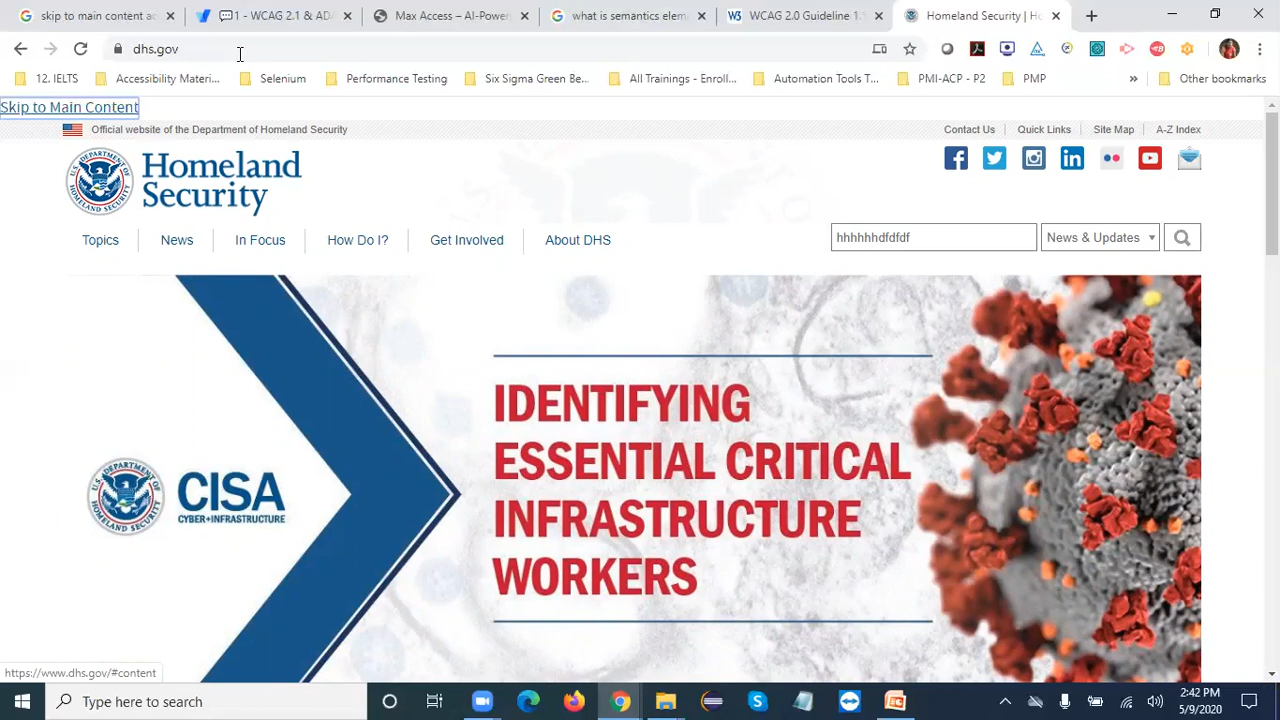 skip to main content ac
1 - WCAG 2.1 & AD
Max Access – AI-Power
what is semantics elem
W3 WCAG 2.0 Guideline 1.
Homeland Security | Ho
dhs.gov
12. IELTS
Accessibility Materi...
Selenium
Performance Testing
Six Sigma Green Be...
All Trainings - Enroll...
Automation Tools T...
PMI-ACP - P2
PMP
»
Other bookmarks
Skip to Main Content
Official website of the Department of Homeland Security
Contact Us
Quick Links
Site Map
A-Z Index
Homeland
Security
Topics
News
In Focus
How Do I?
Get Involved
About DHS
hhhhhhdfdfdf
News & Updates
CISA
CYBER+INFRASTRUCTURE
IDENTIFYING
ESSENTIAL CRITICAL
INFRASTRUCTURE
WORKERS
https://www.dhs.gov/#content
Type here to search
2:42 PM
5/9/2020